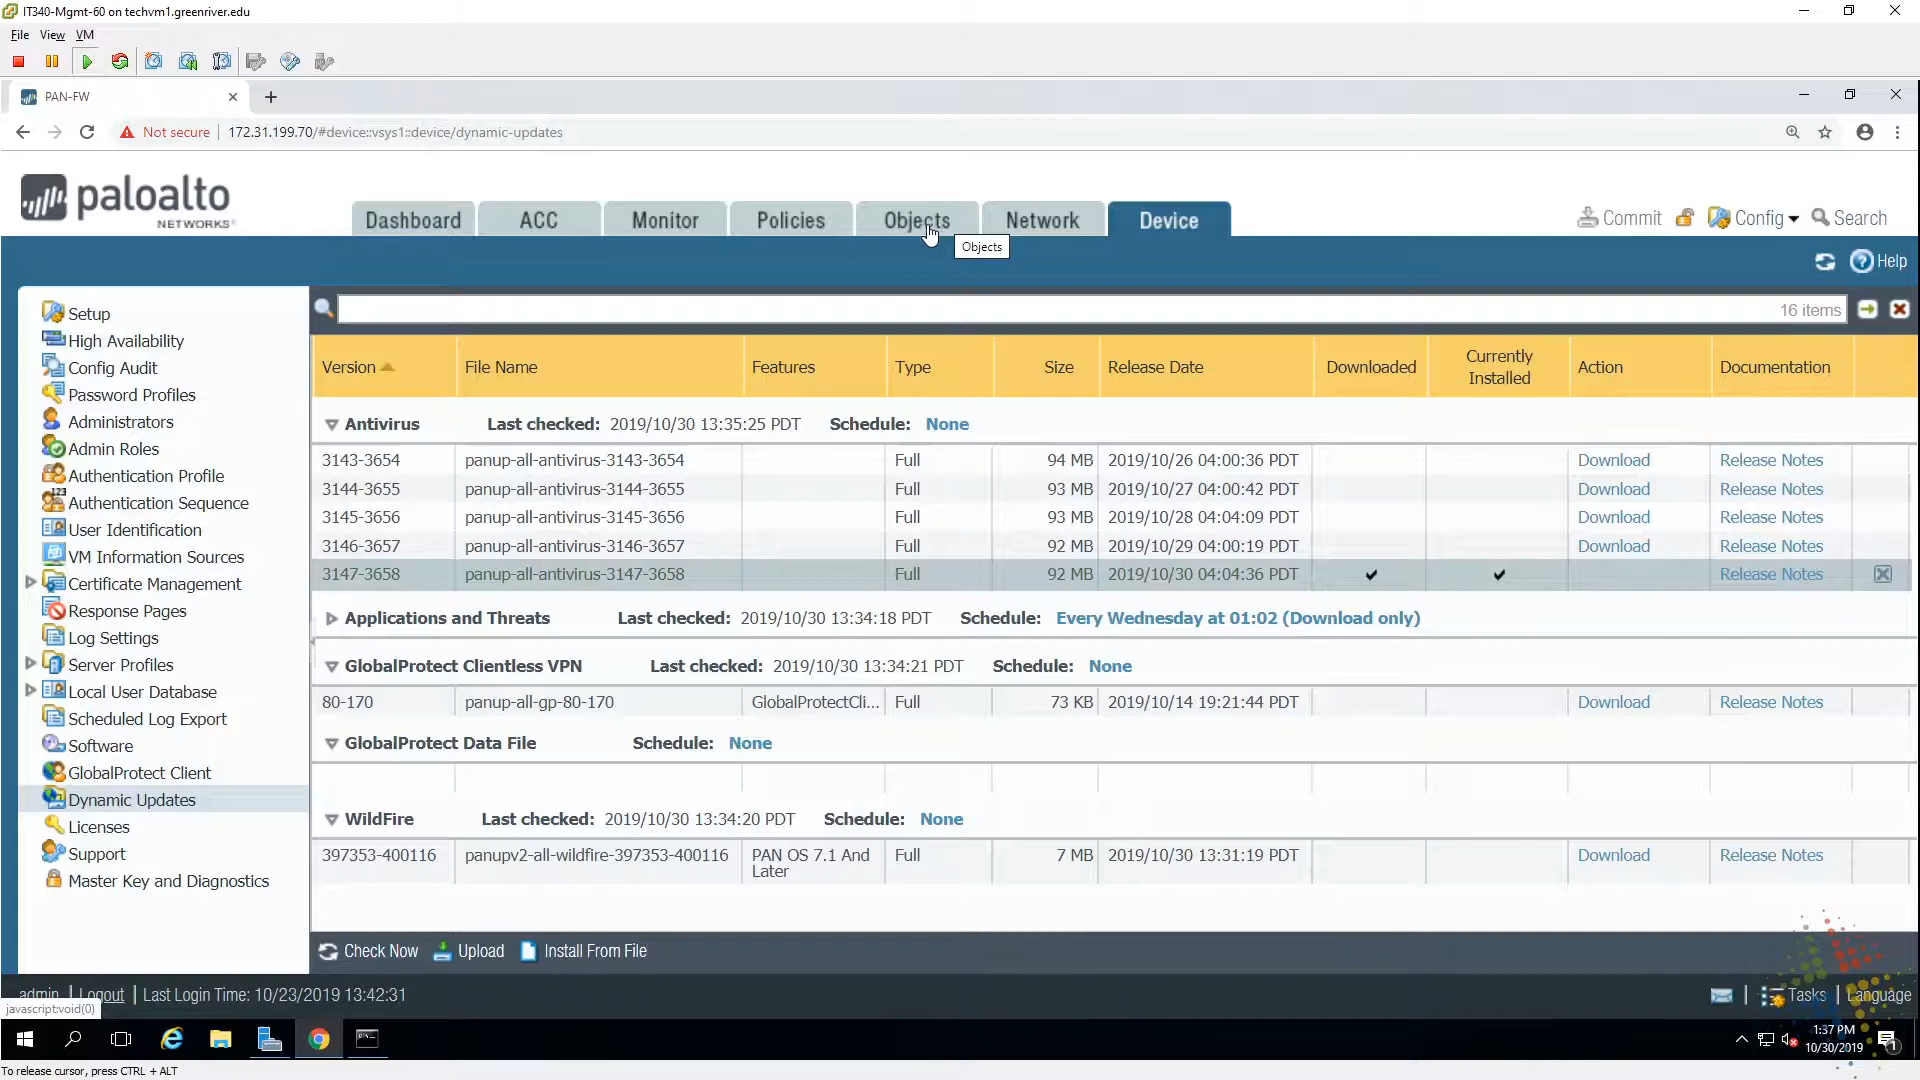 IT340-Mgmt-60 on techvm1.greenriver.edu
File View VM
PAN-FW
Not secure 172.31.199.70/#device::vsys1::device/dynamic-updates
paloalto
NETWORKS
Dashboard ACC Monitor Policies Objects Network Device
Commit Config Search
Objects
Help
Setup
High Availability
Config Audit
Password Profiles
Administrators
Admin Roles
Authentication Profile
Authentication Sequence
User Identification
VM Information Sources
Certificate Management
Response Pages
Log Settings
Server Profiles
Local User Database
Scheduled Log Export
Software
GlobalProtect Client
Dynamic Updates
Licenses
Support
Master Key and Diagnostics
16 items
Version File Name Features Type Size Release Date Downloaded Currently Installed Action Documentation
Antivirus Last checked: 2019/10/30 13:35:25 PDT Schedule: None
3143-3654 panup-all-antivirus-3143-3654 Full 94 MB 2019/10/26 04:00:36 PDT Download Release Notes
3144-3655 panup-all-antivirus-3144-3655 Full 93 MB 2019/10/27 04:00:42 PDT Download Release Notes
3145-3656 panup-all-antivirus-3145-3656 Full 93 MB 2019/10/28 04:04:09 PDT Download Release Notes
3146-3657 panup-all-antivirus-3146-3657 Full 92 MB 2019/10/29 04:00:19 PDT Download Release Notes
3147-3658 panup-all-antivirus-3147-3658 Full 92 MB 2019/10/30 04:04:36 PDT ✔ ✔ Release Notes
Applications and Threats Last checked: 2019/10/30 13:34:18 PDT Schedule: Every Wednesday at 01:02 (Download only)
GlobalProtect Clientless VPN Last checked: 2019/10/30 13:34:21 PDT Schedule: None
80-170 panup-all-gp-80-170 GlobalProtectCli... Full 73 KB 2019/10/14 19:21:44 PDT Download Release Notes
GlobalProtect Data File Schedule: None
WildFire Last checked: 2019/10/30 13:34:20 PDT Schedule: None
397353-400116 panupv2-all-wildfire-397353-400116 PAN OS 7.1 And Later Full 7 MB 2019/10/30 13:31:19 PDT Download Release Notes
Check Now Upload Install From File
admin | Logout | Last Login Time: 10/23/2019 13:42:31
Tasks | Language
javascript:void(0)
1:37 PM
10/30/2019
1
To release cursor, press CTRL + ALT